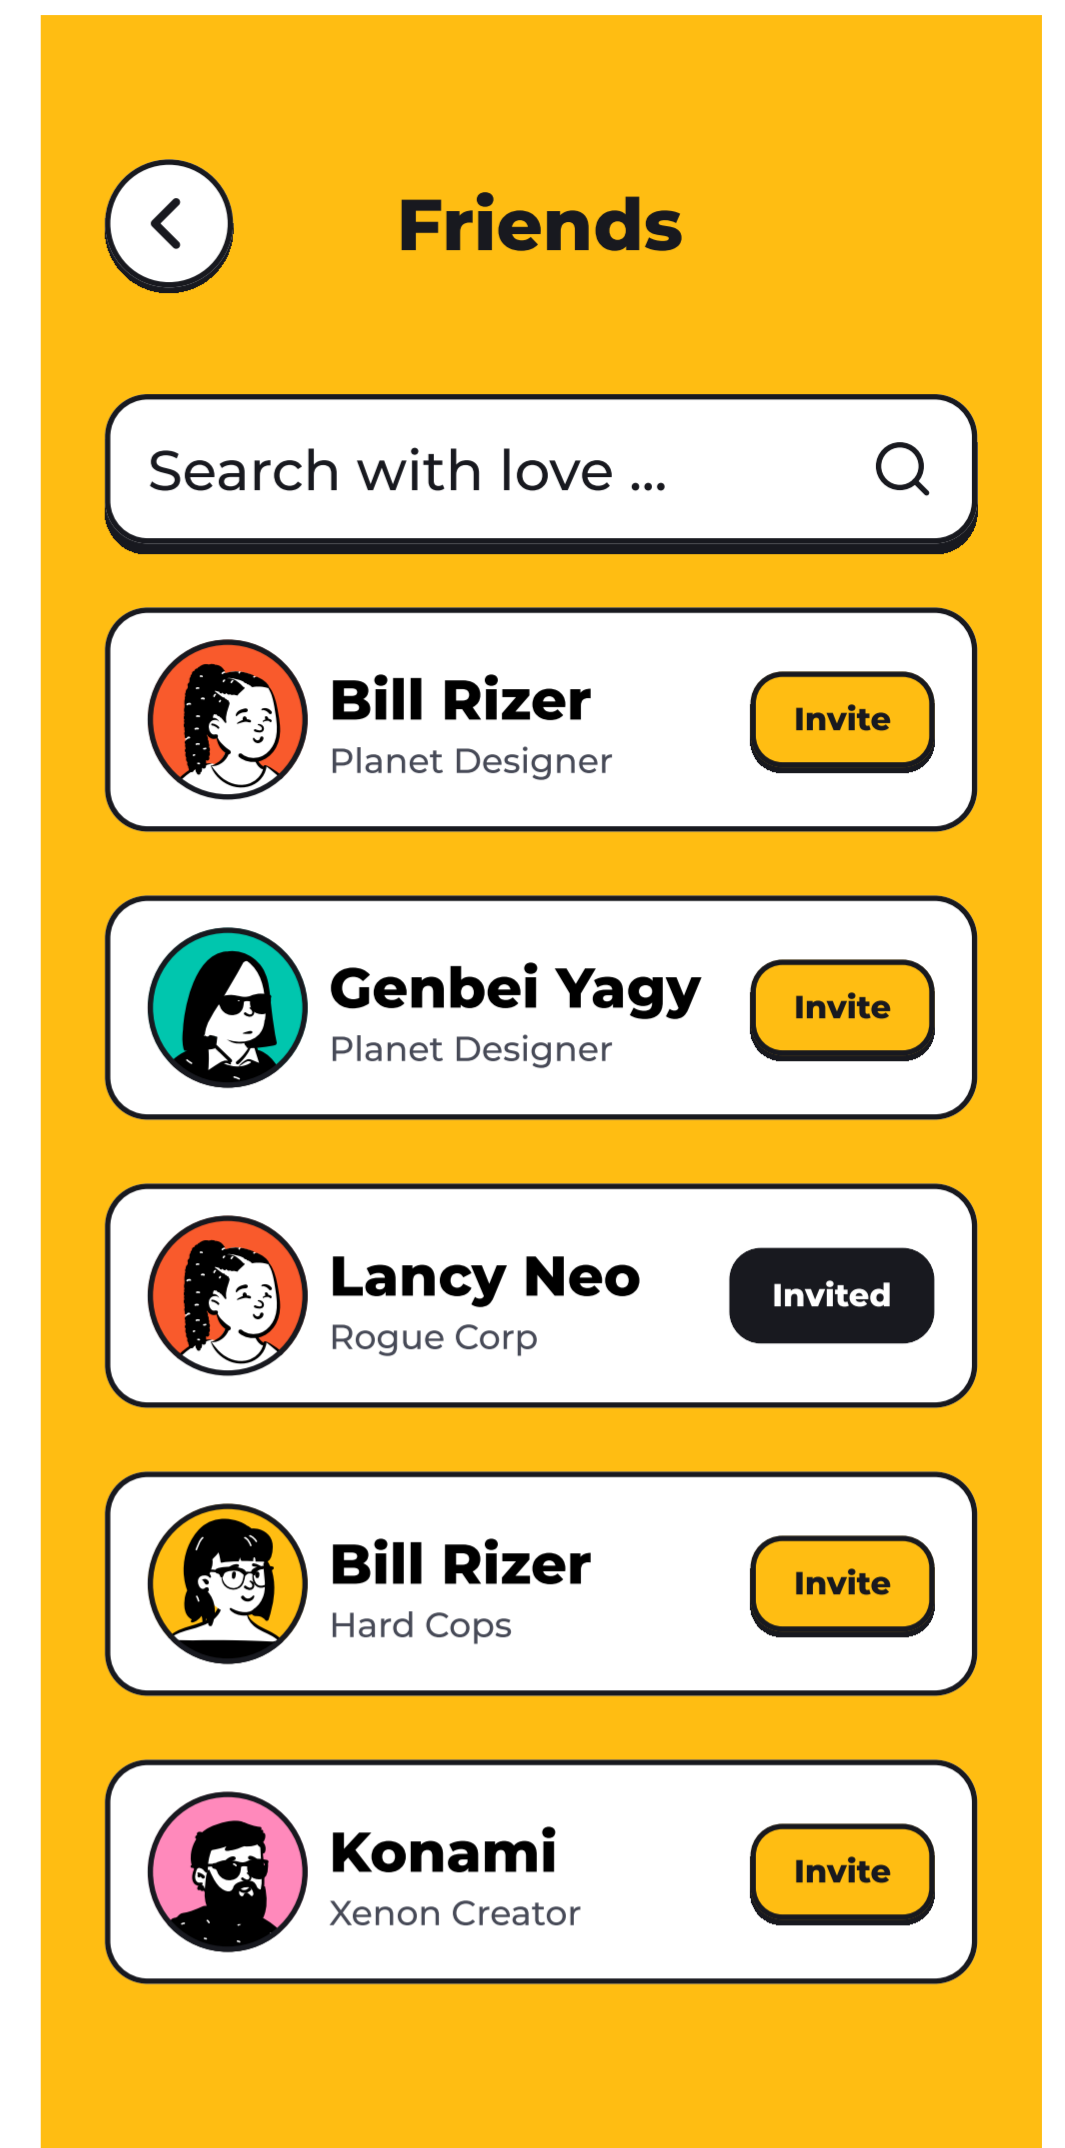 Friends
Search with love ...
Bill Rizer
Planet Designer
Invite
Genbei Yagy
Planet Designer
Invite
Lancy Neo
Rogue Corp
Invited
Bill Rizer
Hard Cops
Invite
Konami
Xenon Creator
Invite